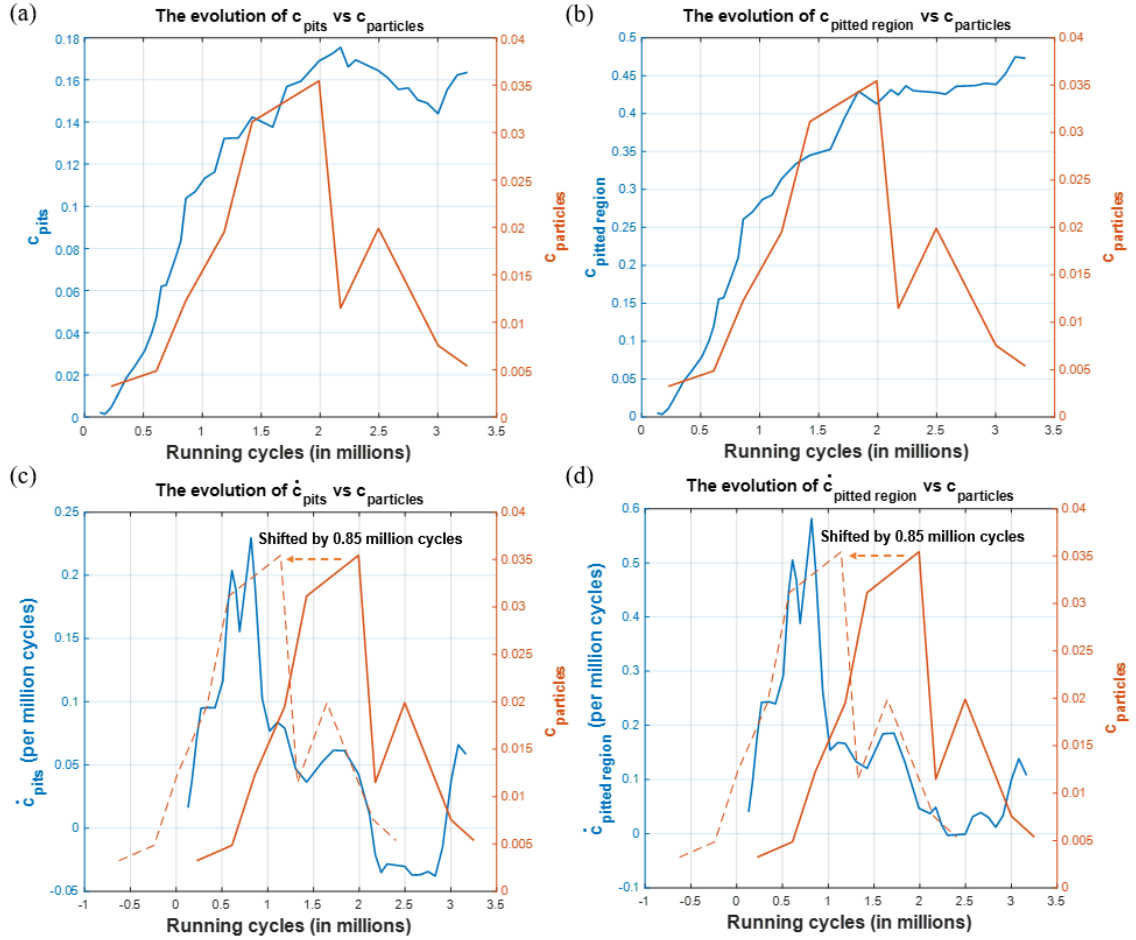 (a)
The evolution of c_pits vs c_particles
0.18
0.16
0.14
0.12
0.1
0.08
0.06
0.04
0.02
0
c_pits
0.04
0.035
0.03
0.025
0.02
0.015
0.01
0.005
0
c_particles
0 0.5 1 1.5 2 2.5 3 3.5
Running cycles (in millions)
(b)
The evolution of c_pitted region vs c_particles
0.5
0.45
0.4
0.35
0.3
0.25
0.2
0.15
0.1
0.05
0
c_pitted region
0.04
0.035
0.03
0.025
0.02
0.015
0.01
0.005
0
c_particles
0 0.5 1 1.5 2 2.5 3 3.5
Running cycles (in millions)
(c)
The evolution of ċ_pits vs c_particles
Shifted by 0.85 million cycles
0.25
0.2
0.15
0.1
0.05
0
-0.05
ċ_pits (per million cycles)
0.04
0.035
0.03
0.025
0.02
0.015
0.01
0.005
0
c_particles
-1 -0.5 0 0.5 1 1.5 2 2.5 3 3.5
Running cycles (in millions)
(d)
The evolution of ċ_pitted region vs c_particles
Shifted by 0.85 million cycles
0.6
0.5
0.4
0.3
0.2
0.1
0
-0.1
ċ_pitted region (per million cycles)
0.04
0.035
0.03
0.025
0.02
0.015
0.01
0.005
0
c_particles
-1 -0.5 0 0.5 1 1.5 2 2.5 3 3.5
Running cycles (in millions)